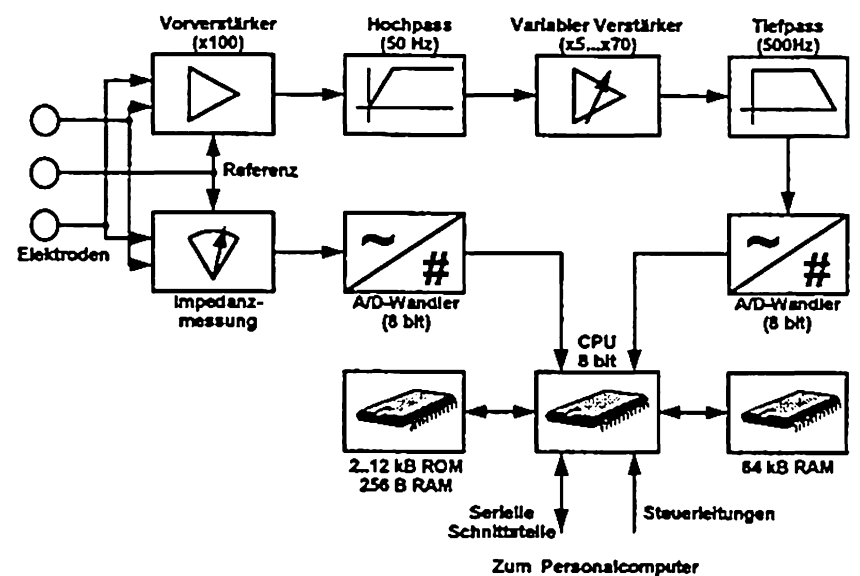 Vorverstärker
(x100)
Hochpass
(50 Hz)
Variabler Verstärker
(x5...x70)
Tiefpass
(500Hz)
Referenz
Elektroden
~
#
~
#
Impedanz-
messung
A/D-Wandler
(8 bit)
A/D-Wandler
(8 bit)
CPU
8 bit
2..12 kB ROM
256 B RAM
64 kB RAM
Serielle
Schnittstelle
Steuerleitungen
Zum Personalcomputer